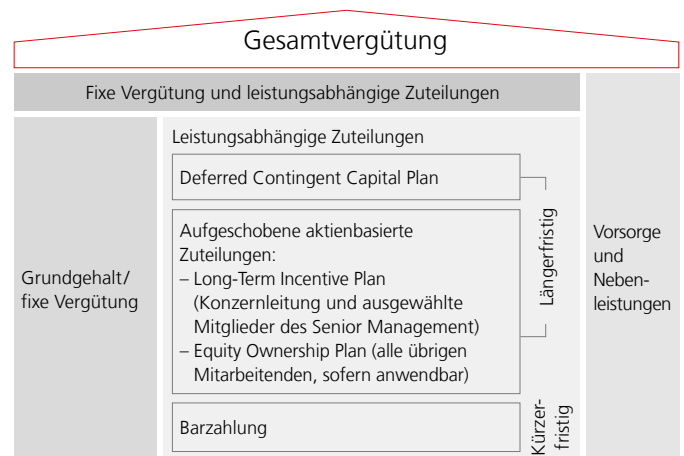 Gesamtvergütung
Fixe Vergütung und leistungsabhängige Zuteilungen
Grundgehalt/
fixe Vergütung
Leistungsabhängige Zuteilungen
Deferred Contingent Capital Plan
Aufgeschobene aktienbasierte
Zuteilungen:
– Long-Term Incentive Plan
(Konzernleitung und ausgewählte
Mitglieder des Senior Management)
– Equity Ownership Plan (alle übrigen
Mitarbeitenden, sofern anwendbar)
Barzahlung
Längerfristig
Kürzer-
fristig
Vorsorge
und
Neben-
leistungen